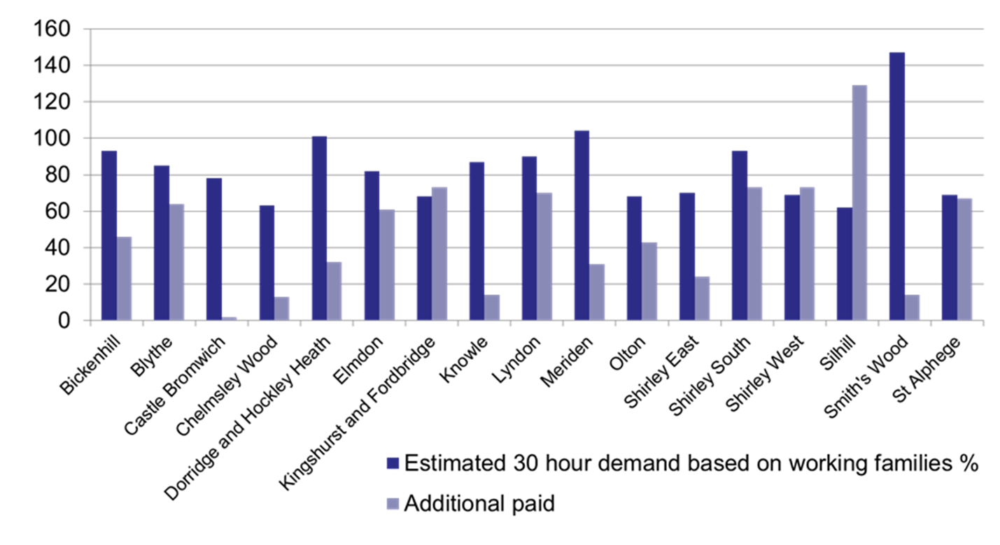 160
140
120
100
80
60
40
20
0
Bickenhill
Blythe
Castle Bromwich
Chelmsley Wood
Dorridge and Hockley Heath
Elmdon
Kingshurst and Fordbridge
Knowle
Lyndon
Meriden
Olton
Shirley East
Shirley South
Shirley West
Silhill
Smith's Wood
St Alphege
Estimated 30 hour demand based on working families %
Additional paid